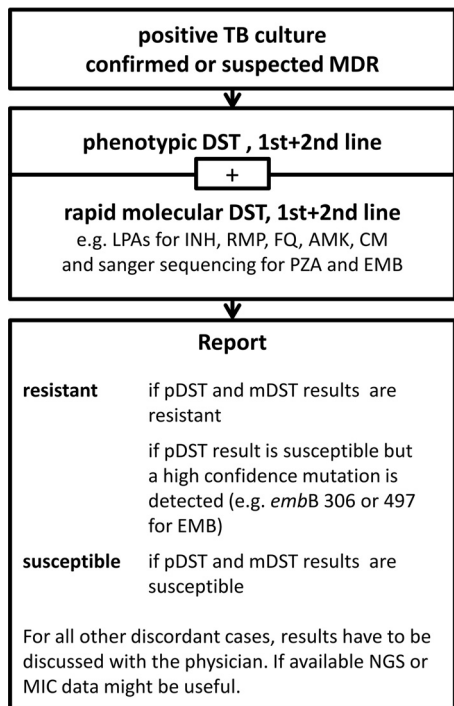 positive TB culture
confirmed or suspected MDR
phenotypic DST , 1st+2nd line
+
rapid molecular DST, 1st+2nd line
e.g. LPAs for INH, RMP, FQ, AMK, CM
and sanger sequencing for PZA and EMB
Report
resistant if pDST and mDST results are
resistant
if pDST result is susceptible but
a high confidence mutation is
detected (e.g. embB 306 or 497
for EMB)
susceptible if pDST and mDST results are
susceptible
For all other discordant cases, results have to be
discussed with the physician. If available NGS or
MIC data might be useful.